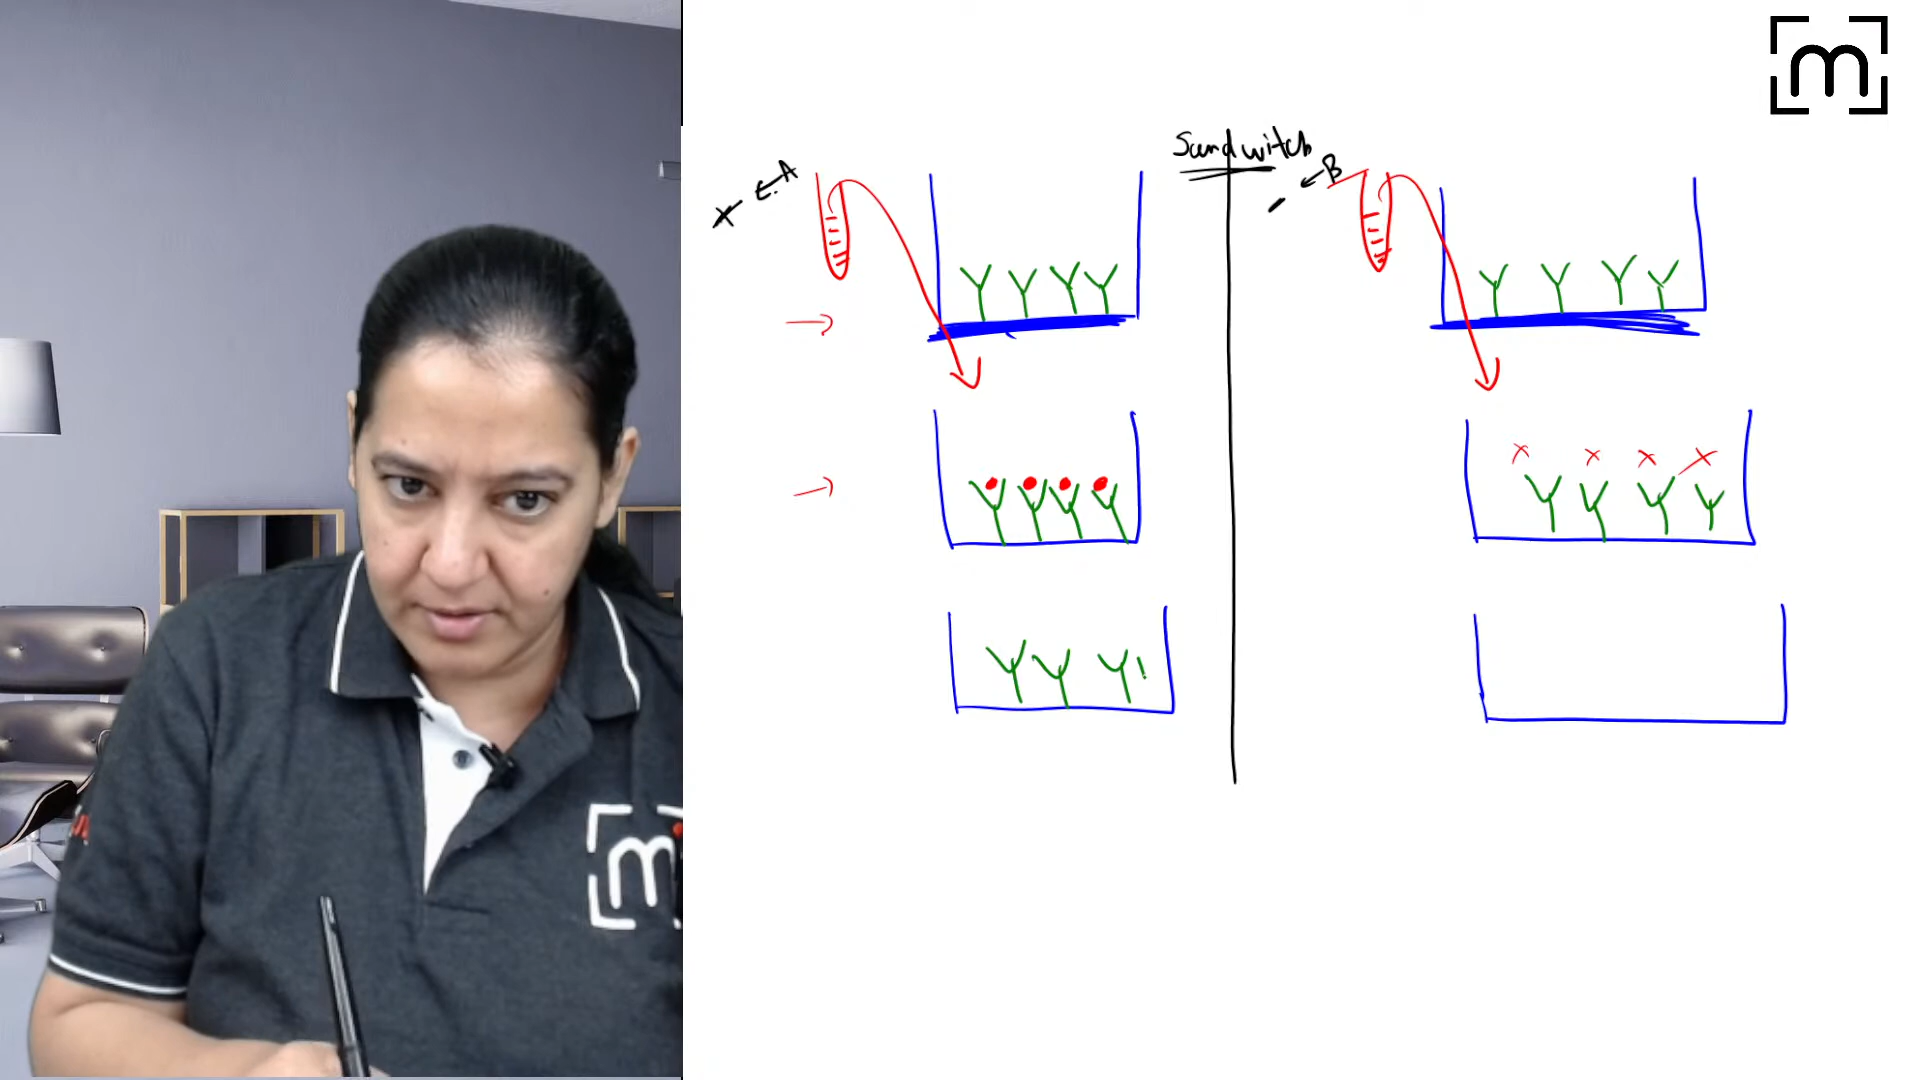 m
Sandwitch
+ ← A
- ← B
m